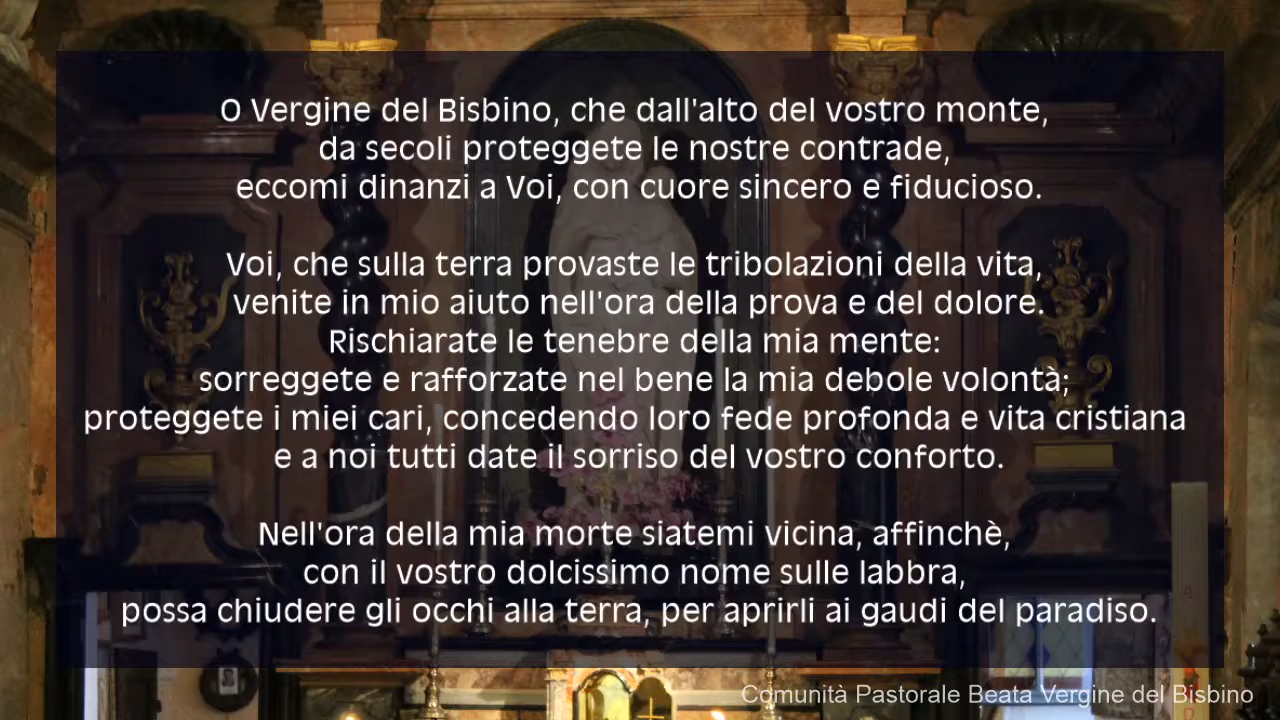 O Vergine del Bisbino, che dall'alto del vostro monte,
da secoli proteggete le nostre contrade,
eccomi dinanzi a Voi, con cuore sincero e fiducioso.
Voi, che sulla terra provaste le tribolazioni della vita,
venite in mio aiuto nell'ora della prova e del dolore.
Rischiarate le tenebre della mia mente:
sorreggete e rafforzate nel bene la mia debole volontà;
proteggete i miei cari, concedendo loro fede profonda e vita cristiana
e a noi tutti date il sorriso del vostro conforto.
Nell'ora della mia morte siatemi vicina, affinchè,
con il vostro dolcissimo nome sulle labbra,
possa chiudere gli occhi alla terra, per aprirli ai gaudi del paradiso.
Comunità Pastorale Beata Vergine del Bisbino